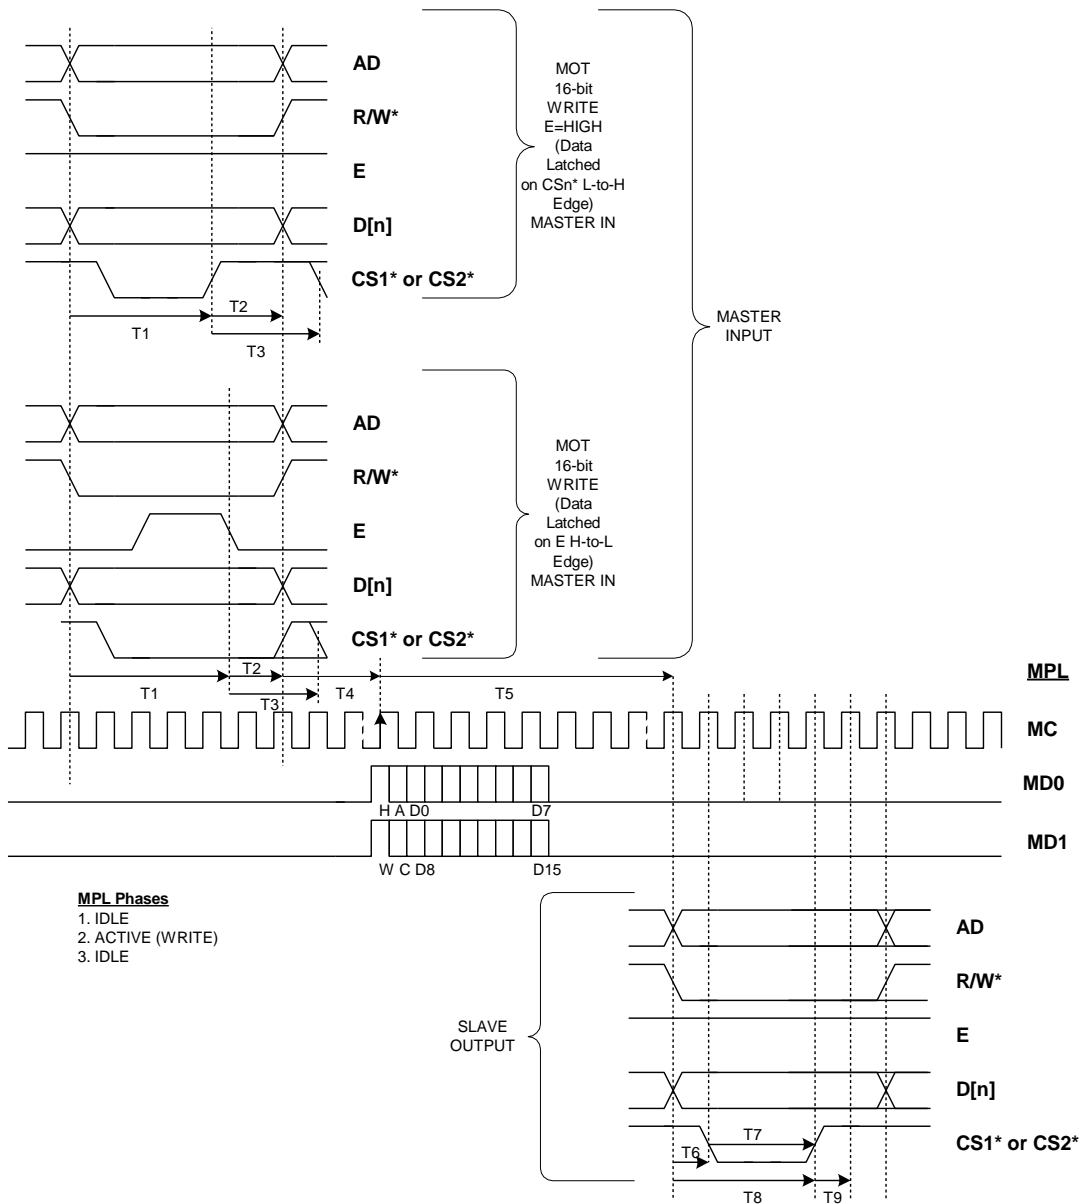 AD
R/W*
E
D[n]
CS1* or CS2*
T1
T2
T3
MOT
16-bit
WRITE
E=HIGH
(Data
Latched
on CSn* L-to-H
Edge)
MASTER IN
MASTER
INPUT
AD
R/W*
E
D[n]
CS1* or CS2*
MOT
16-bit
WRITE
(Data
Latched
on E H-to-L
Edge)
MASTER IN
T1
T2
T3
T4
T5
MPL
MC
MD0
H A D0
D7
MD1
W C D8
D15
MPL Phases
1. IDLE
2. ACTIVE (WRITE)
3. IDLE
SLAVE
OUTPUT
AD
R/W*
E
D[n]
CS1* or CS2*
T7
T6
T8
T9